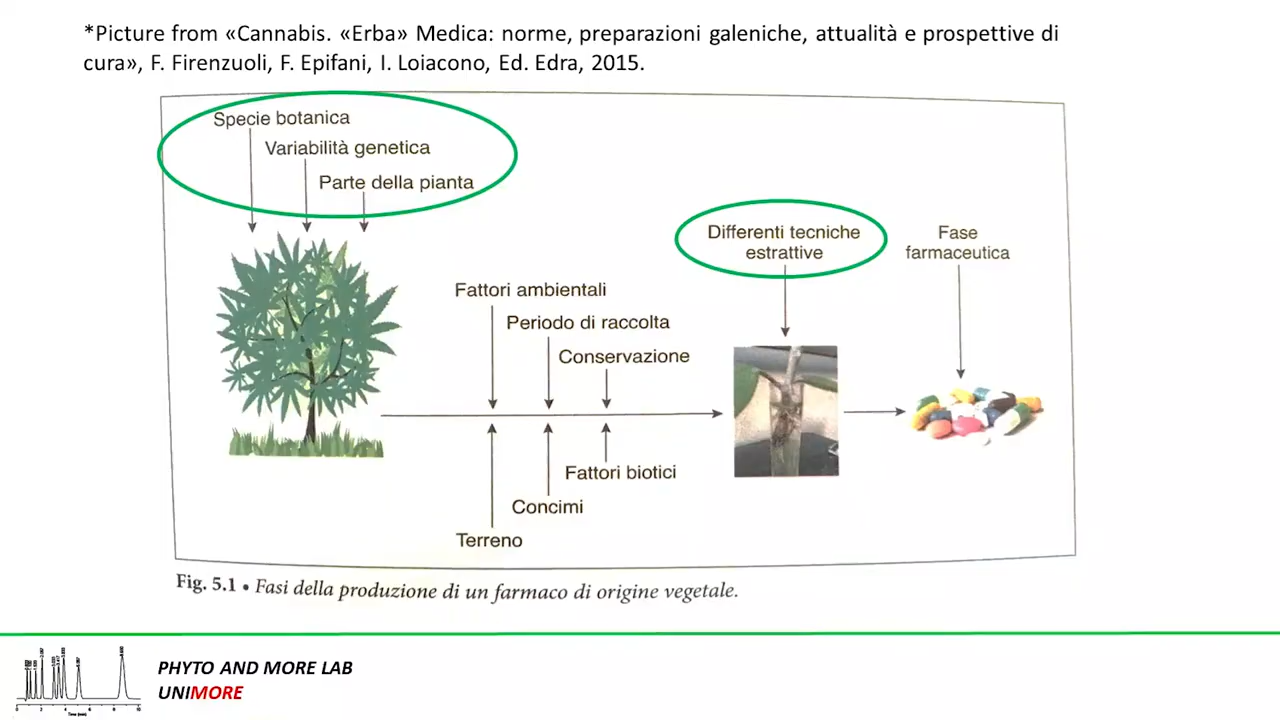 *Picture from «Cannabis. «Erba» Medica: norme, preparazioni galeniche, attualità e prospettive di
cura», F. Firenzuoli, F. Epifani, I. Loiacono, Ed. Edra, 2015.
Specie botanica
Variabilità genetica
Parte della pianta
Differenti tecniche
estrattive
Fase
farmaceutica
Fattori ambientali
Periodo di raccolta
Conservazione
Fattori biotici
Concimi
Terreno
Fig. 5.1 • Fasi della produzione di un farmaco di origine vegetale.
PHYTO AND MORE LAB
UNIMORE